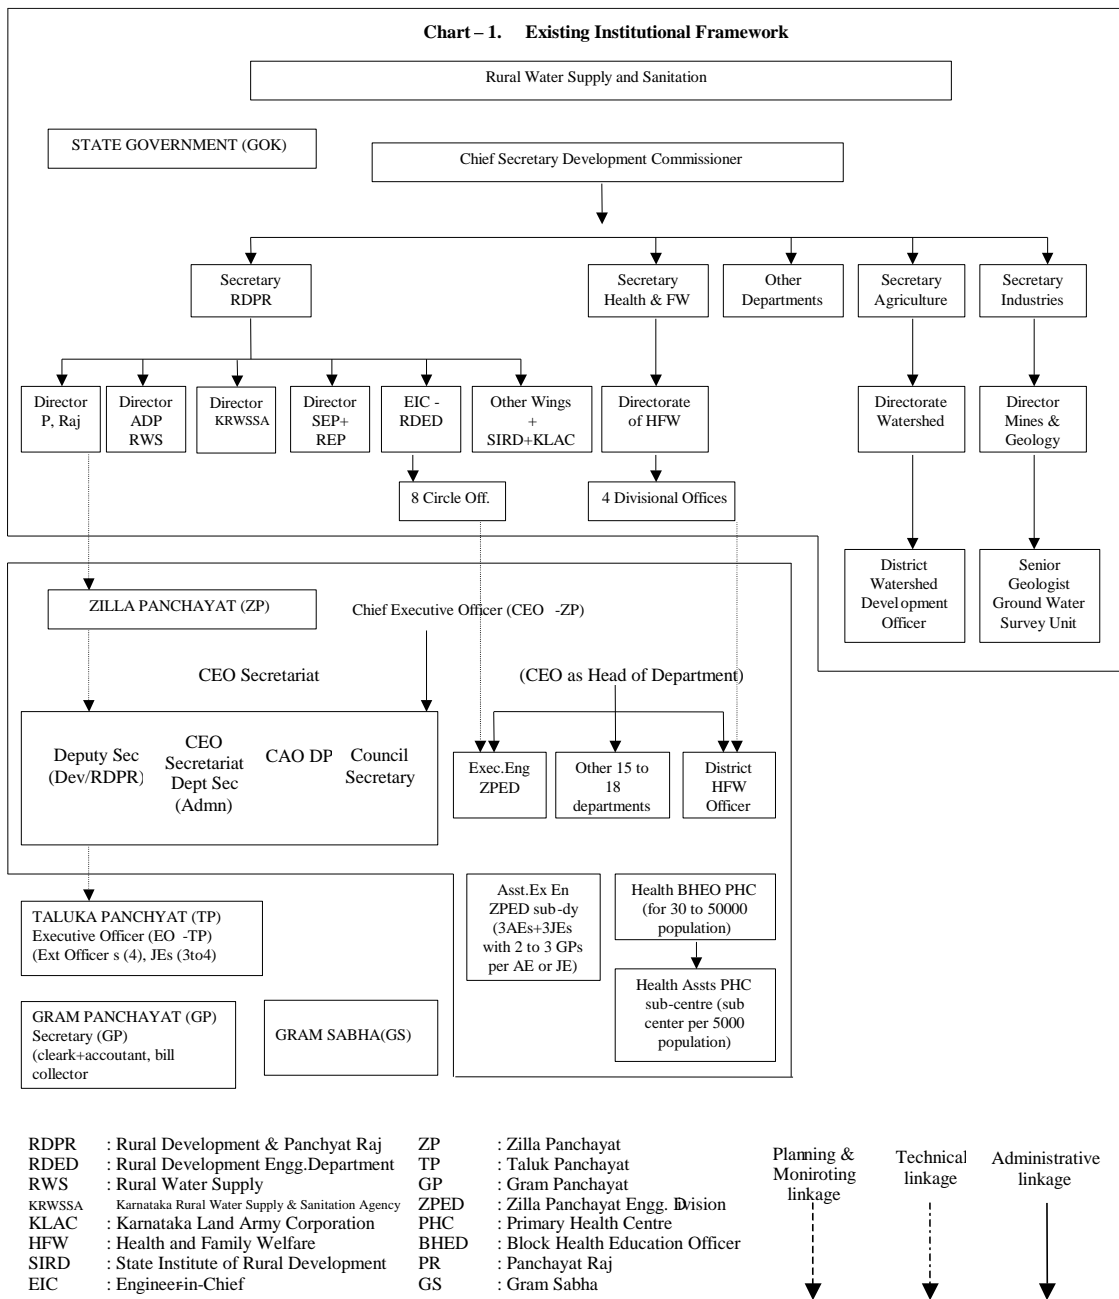 Chart – 1. Existing Institutional Framework
Rural Water Supply and Sanitation
STATE GOVERNMENT (GOK)
Chief Secretary Development Commissioner
Secretary
RDPR
Secretary
Health & FW
Other
Departments
Secretary
Agriculture
Secretary
Industries
Director
P, Raj
Director
ADP
RWS
Director
KRWSSA
Director
SEP+
REP
EIC -
RDED
Other Wings
+
SIRD+KLAC
Directorate
of HFW
Directorate
Watershed
Director
Mines &
Geology
8 Circle Off.
4 Divisional Offices
District
Watershed
Development
Officer
Senior
Geologist
Ground Water
Survey Unit
ZILLA PANCHAYAT (ZP)
Chief Executive Officer (CEO -ZP)
CEO Secretariat
(CEO as Head of Department)
Deputy Sec
(Dev/RDPR)
CEO
Secretariat
Dept Sec
(Admn)
CAO DP
Council
Secretary
Exec.Eng
ZPED
Other 15 to
18
departments
District
HFW
Officer
Asst.Ex En
ZPED sub-dy
(3AEs+3JEs
with 2 to 3 GPs
per AE or JE)
Health BHEO PHC
(for 30 to 50000
population)
TALUKA PANCHYAT (TP)
Executive Officer (EO -TP)
(Ext Officer s (4), JEs (3to4)
Health Assts PHC
sub-centre (sub
center per 5000
population)
GRAM PANCHAYAT (GP)
Secretary (GP)
(cleark+accoutant, bill
collector
GRAM SABHA(GS)
RDPR : Rural Development & Panchyat Raj
RDED : Rural Development Engg.Department
RWS : Rural Water Supply
KRWSSA Karnataka Rural Water Supply & Sanitation Agency
KLAC : Karnataka Land Army Corporation
HFW : Health and Family Welfare
SIRD : State Institute of Rural Development
EIC : Engineer-in-Chief
ZP : Zilla Panchayat
TP : Taluk Panchayat
GP : Gram Panchayat
ZPED : Zilla Panchayat Engg. Division
PHC : Primary Health Centre
BHED : Block Health Education Officer
PR : Panchayat Raj
GS : Gram Sabha
Planning &
Moniroting
linkage
Technical
linkage
Administrative
linkage